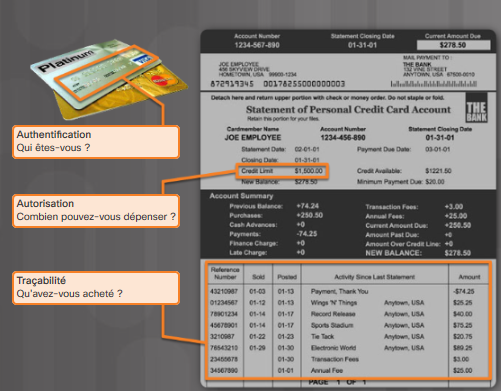 Platinum
Authentification
Qui êtes-vous ?
Autorisation
Combien pouvez-vous dépenser ?
Traçabilité
Qu'avez-vous acheté ?
Account Number
1234-567-890
Statement Closing Date
01-31-01
Current Amount Due
$278.50
JOE EMPLOYEE
456 SKYVIEW DRIVE
HOMETOWN, USA 99905-1234
MAIL PAYMENT TO :
THE BANK
132 VINE STREET
ANYTOWN, USA 67500-0010
Detach here and return upper portion with check or money order. Do not staple or fold.
Statement of Personal Credit Card Account
Retain this portion for your files.
THE BANK
Cardmember Name
JOE EMPLOYEE
Account Number
1234-456-890
Statement Closing Date
01-31-01
Statement Date: 02-01-01 Payment Due Date: 03-01-01
Closing Date: 01-31-01
Credit Limit $1,500.00 Credit Available: $1221.50
New Balance: $278.50 Minimum Payment Due: $20.00
Account Summary
Previous Balance: +74.24 Transaction Fees: +3.00
Purchases: +250.50 Annual Fees: +25.00
Cash Advances: +0 Current Amount Due: +250.50
Payments: -74.25 Amount Past Due: +0
Finance Charge: +0 Amount Over Credit Line: +0
Late Charge: +0 NEW BALANCE: $278.50
Reference Number Sold Posted Activity Since Last Statement Amount
43210987 01-03 01-13 Payment, Thank You -$74.25
01234567 01-12 01-13 Wings 'N' Things Anytown, USA $25.25
78901234 01-14 01-17 Record Release Anytown, USA $40.00
45678901 01-14 01-17 Sports Stadium Anytown, USA $75.25
3210987 01-22 01-23 Tie Tack Anytown, USA $20.75
76543210 01-29 01-30 Electronic World Anytown, USA $89.25
23455678 01-30 Transaction Fees $3.00
34567890 01-01 Annual Fee $25.00
PAGE 1 OF 1